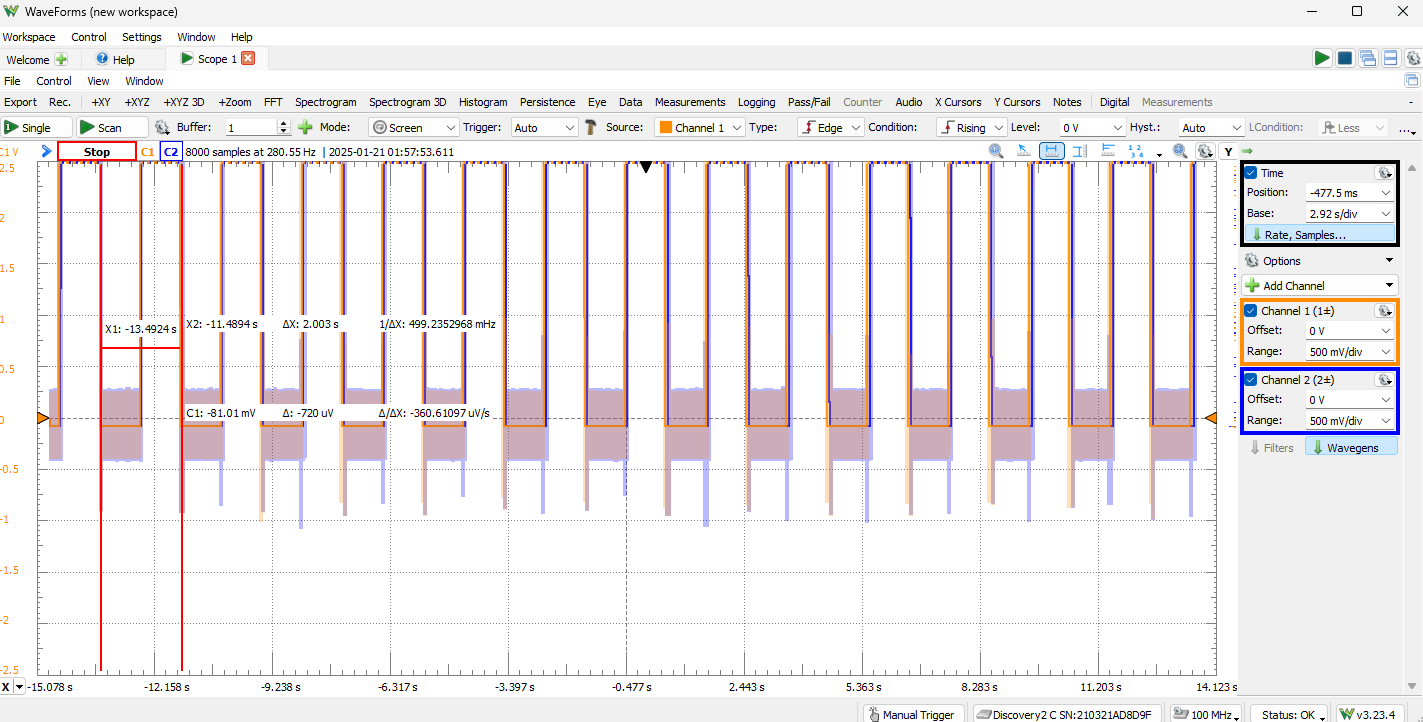 WaveForms (new workspace)
Workspace Control Settings Window Help
Welcome Help Scope 1
File Control View Window
Export Rec. +XY +XYZ +XYZ 3D +Zoom FFT Spectrogram Spectrogram 3D Histogram Persistence Eye Data Measurements Logging Pass/Fail Counter Audio X Cursors Y Cursors Notes Digital Measurements -
Single Scan Buffer: 1 Mode: Screen Trigger: Auto Source: Channel 1 Type: Edge Condition: Rising Level: 0 V Hyst.: Auto LCondition: Less ...
C1 V Stop C1 C2 8000 samples at 280.55 Hz | 2025-01-21 01:57:53.611 Y
2.5
2
1.5
1
0.5
0
-0.5
-1
-1.5
-2
-2.5
X1: -13.4924 s X2: -11.4894 s ΔX: 2.003 s 1/ΔX: 499.2352968 mHz
C1: -81.01 mV Δ: -720 uV Δ/ΔX: -360.61097 uV/s
X -15.078 s -12.158 s -9.238 s -6.317 s -3.397 s -0.477 s 2.443 s 5.363 s 8.283 s 11.203 s 14.123 s
Time
Position: -477.5 ms
Base: 2.92 s/div
Rate, Samples...
Options
Add Channel
Channel 1 (1±)
Offset: 0 V
Range: 500 mV/div
Channel 2 (2±)
Offset: 0 V
Range: 500 mV/div
Filters Wavegens
Manual Trigger Discovery2 C SN:210321AD8D9F 100 MHz Status: OK v3.23.4